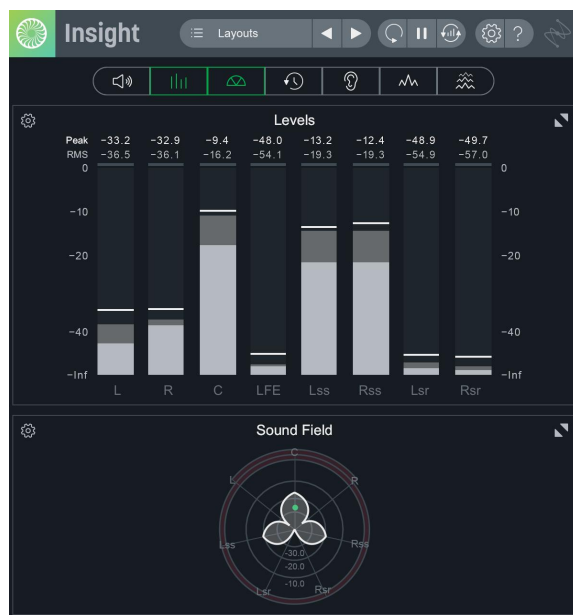 Insight
Layouts
?
Levels
Peak -33.2 -32.9 -9.4 -48.0 -13.2 -12.4 -48.9 -49.7
RMS -36.5 -36.1 -16.2 -54.1 -19.3 -19.3 -54.9 -57.0
0 0
-10 -10
-20 -20
-40 -40
-Inf -Inf
L R C LFE Lss Rss Lsr Rsr
Sound Field
C
L R
Lss Rss
-30.0
-20.0
-10.0
Lsr Rsr